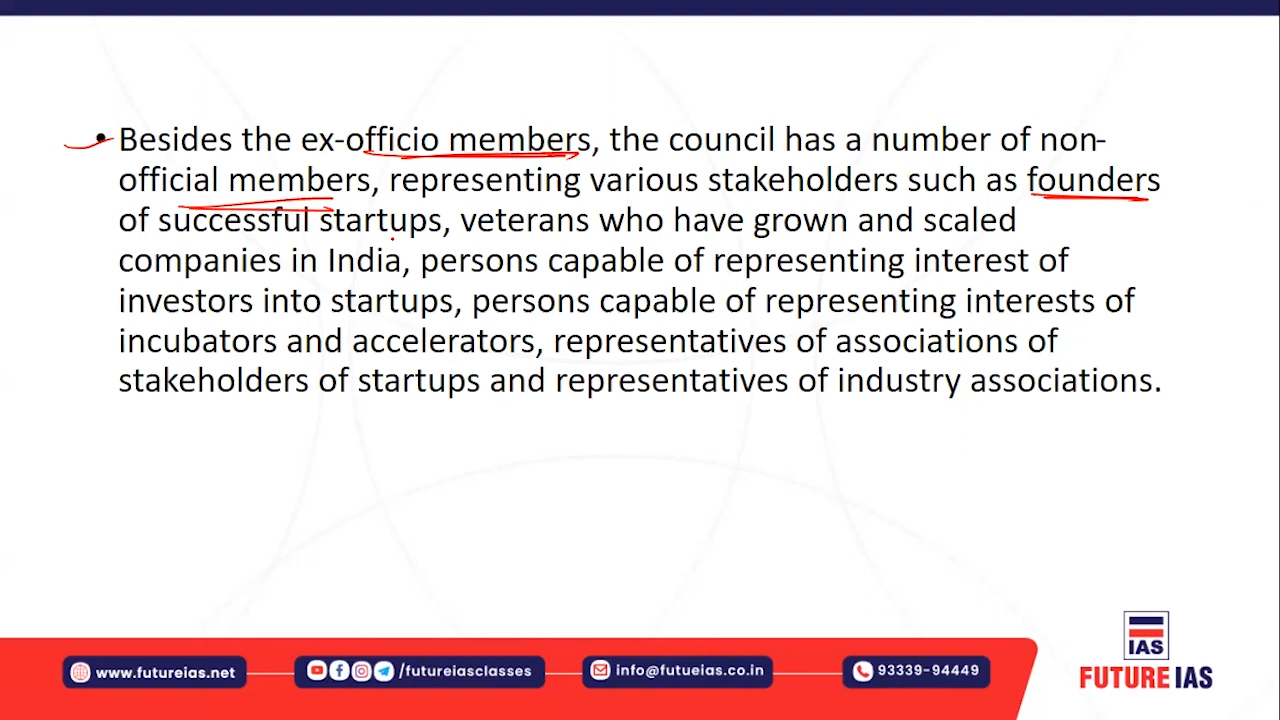 • Besides the ex-officio members, the council has a number of non-
official members, representing various stakeholders such as founders
of successful startups, veterans who have grown and scaled
companies in India, persons capable of representing interest of
investors into startups, persons capable of representing interests of
incubators and accelerators, representatives of associations of
stakeholders of startups and representatives of industry associations.
IAS
www.futureias.net
/futureiasclasses
info@futueias.co.in
93339-94449
FUTURE IAS